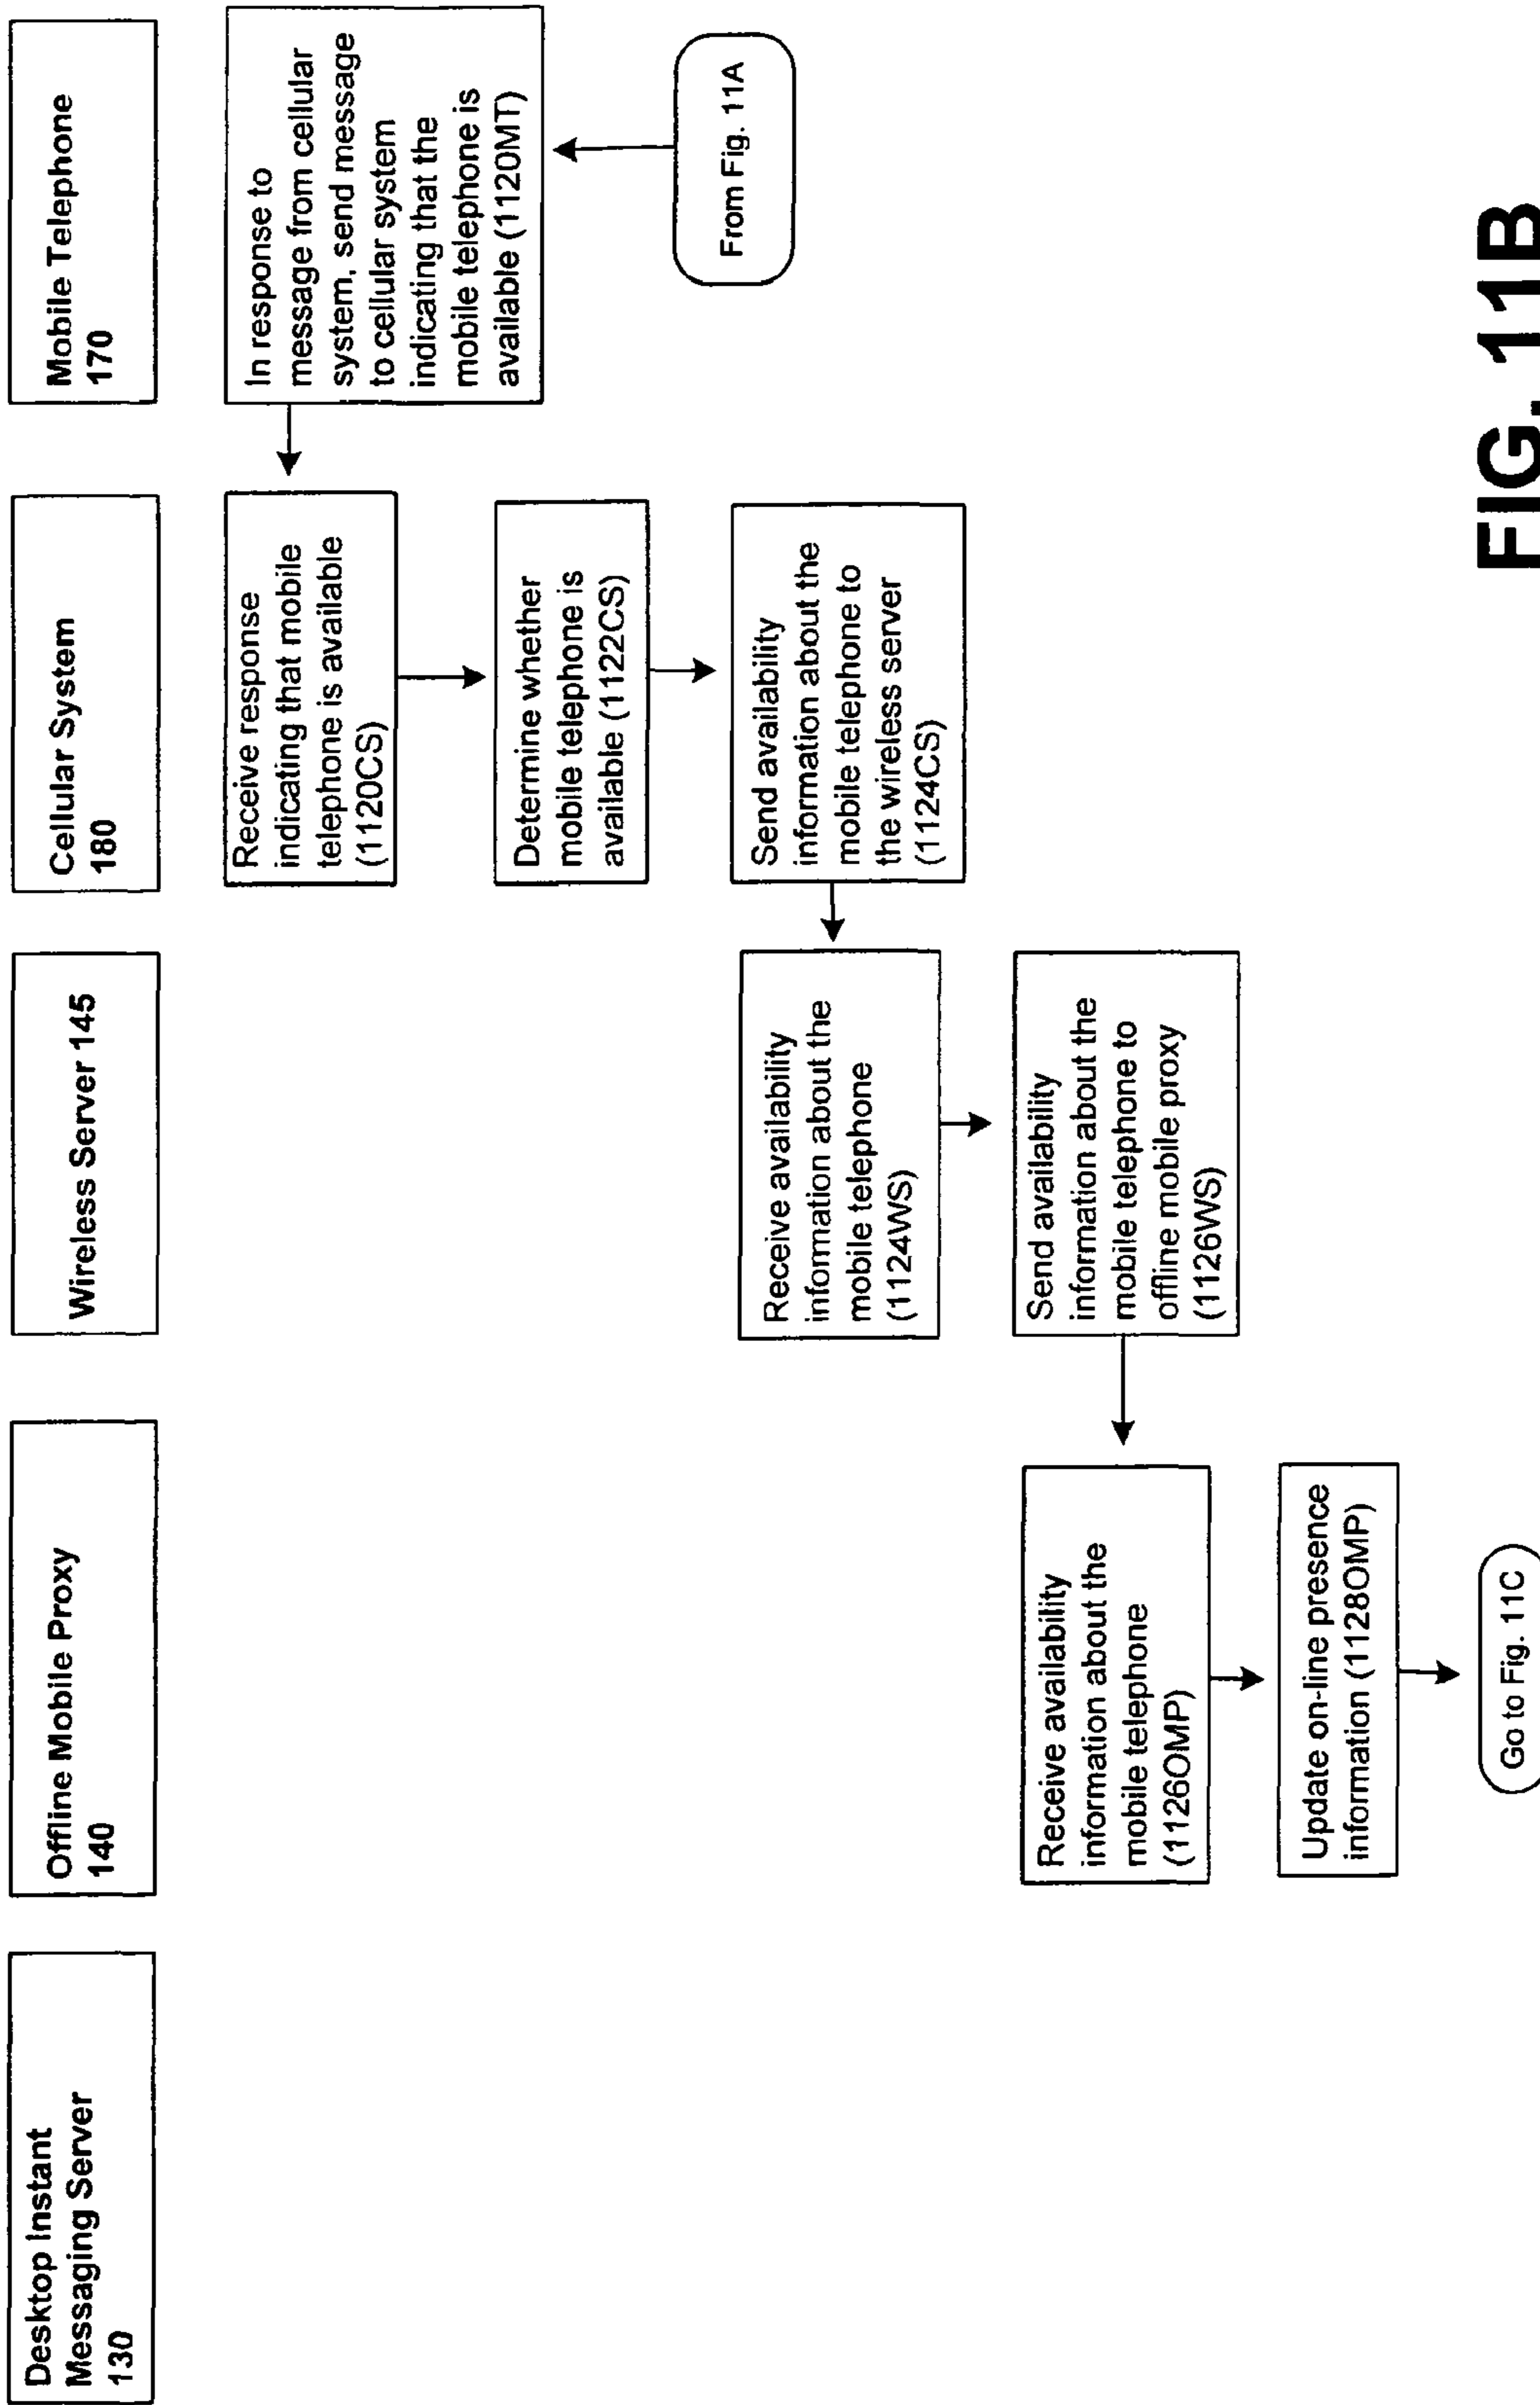 Desktop Instant
Messaging Server
130
Offline Mobile Proxy
140
Wireless Server 145
Cellular System
180
Mobile Telephone
170
In response to
message from cellular
system, send message
to cellular system
indicating that the
mobile telephone is
available (1120MT)
From Fig. 11A
Receive response
indicating that mobile
telephone is available
(1120CS)
Determine whether
mobile telephone is
available (1122CS)
Send availability
information about the
mobile telephone to
the wireless server
(1124CS)
Receive availability
information about the
mobile telephone
(1124WS)
Send availability
information about the
mobile telephone to
offline mobile proxy
(1126WS)
Receive availability
information about the
mobile telephone
(1126OMP)
Update on-line presence
information (1128OMP)
Go to Fig. 11C
FIG. 11B